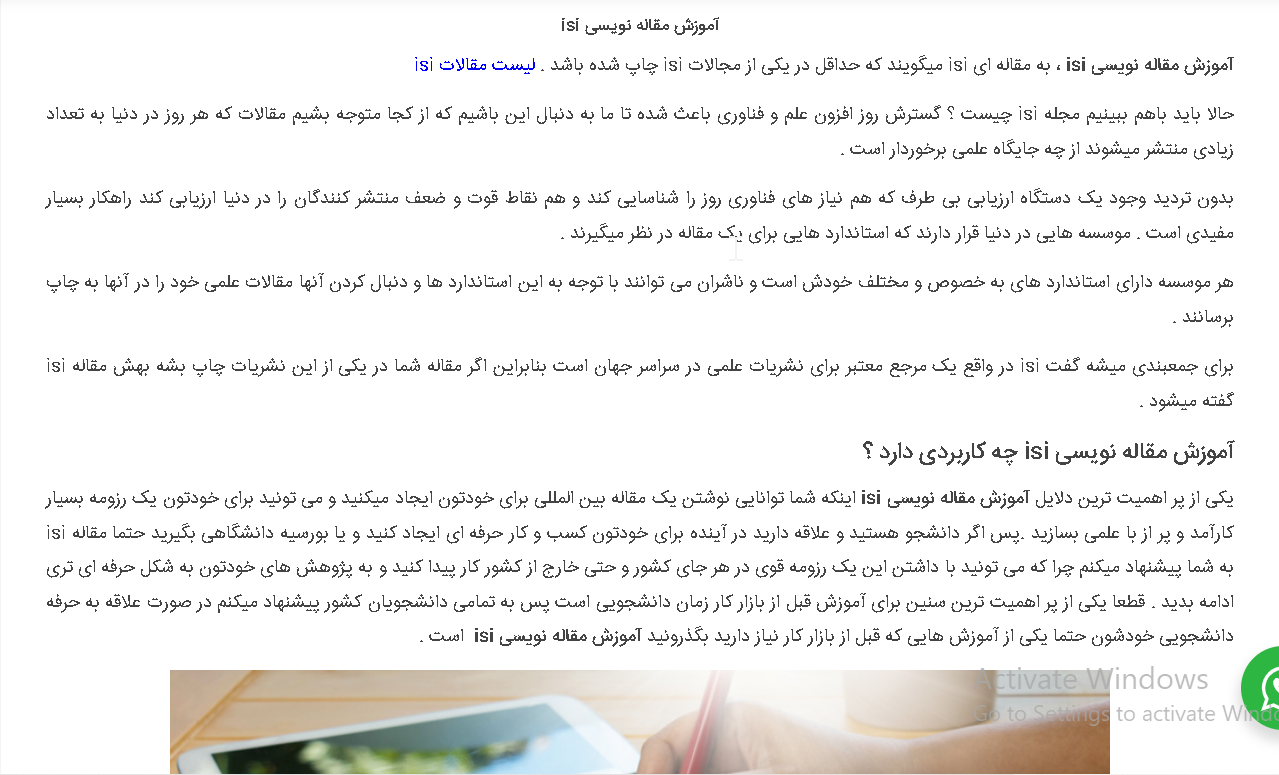 آموزش مقاله نویسی isi
آموزش مقاله نویسی isi ، به مقاله ای isi میگویند که حداقل در یکی از مجالات isi چاپ شده باشد . لیست مقالات isi
حالا باید باهم ببینیم مجله isi چیست ؟ گسترش روز افزون علم و فناوری باعث شده تا ما به دنبال این باشیم که از کجا متوجه بشیم مقالات که هر روز در دنیا به تعداد
زیادی منتشر میشوند از چه جایگاه علمی برخوردار است .
بدون تردید وجود یک دستگاه ارزیابی بی طرف که هم نیاز های فناوری روز را شناسایی کند و هم نقاط قوت و ضعف منتشر کنندگان را در دنیا ارزیابی کند راهکار بسیار
مفیدی است . موسسه هایی در دنیا قرار دارند که استاندارد هایی برای یک مقاله در نظر میگیرند .
هر موسسه دارای استاندارد های به خصوص و مختلف خودش است و ناشران می توانند با توجه به این استاندارد ها و دنبال کردن آنها مقالات علمی خود را در آنها به چاپ
برسانند .
برای جمعبندی میشه گفت isi در واقع یک مرجع معتبر برای نشریات علمی در سراسر جهان است بنابراین اگر مقاله شما در یکی از این نشریات چاپ بشه بهش مقاله isi
گفته میشود .
آموزش مقاله نویسی isi چه کاربردی دارد ؟
یکی از پر اهمیت ترین دلایل آموزش مقاله نویسی isi اینکه شما توانایی نوشتن یک مقاله بین المللی برای خودتون ایجاد میکنید و می تونید برای خودتون یک رزومه بسیار
کارآمد و پر از با علمی بسازید .پس اگر دانشجو هستید و علاقه دارید در آینده برای خودتون کسب و کار حرفه ای ایجاد کنید و یا بورسیه دانشگاهی بگیرید حتما مقاله isi
به شما پیشنهاد میکنم چرا که می تونید با داشتن این یک رزومه قوی در هر جای کشور و حتی خارج از کشور کار پیدا کنید و به پژوهش های خودتون به شکل حرفه ای تری
ادامه بدید . قطعا یکی از پر اهمیت ترین سنین برای آموزش قبل از بازار کار زمان دانشجویی است پس به تمامی دانشجویان کشور پیشنهاد میکنم در صورت علاقه به حرفه
دانشجویی خودشون حتما یکی از آموزش هایی که قبل از بازار کار نیاز دارید بگذرونید آموزش مقاله نویسی isi است .
Activate Windows
Go to Settings to activate Windo